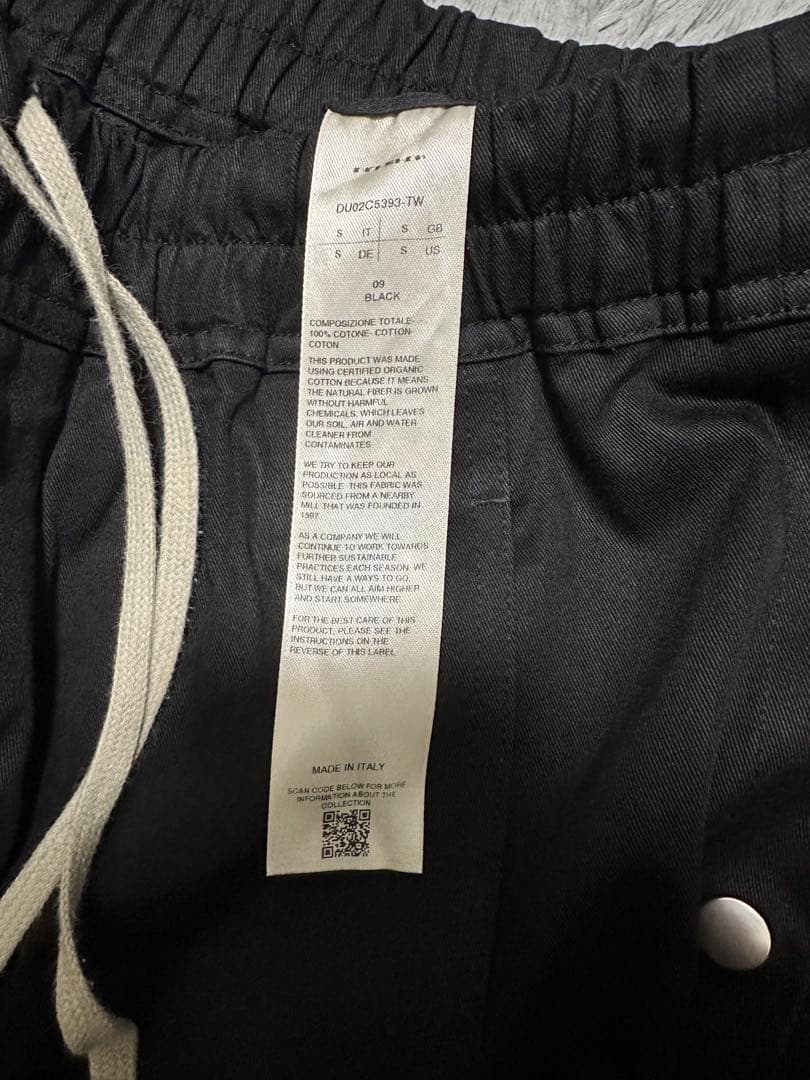 DU02C5393-TW
S IT S GB
S DE S US
09
BLACK
COMPOSIZIONE TOTALE-
100% COTONE- COTTON-
COTON
THIS PRODUCT WAS MADE
USING CERTIFIED ORGANIC
COTTON BECAUSE IT MEANS
THE NATURAL FIBER IS GROWN
WITHOUT HARMFUL
CHEMICALS, WHICH LEAVES
OUR SOIL, AIR AND WATER
CLEANER FROM
CONTAMINATES.
WE TRY TO KEEP OUR
PRODUCTION AS LOCAL AS
POSSIBLE. THIS FABRIC WAS
SOURCED FROM A NEARBY
MILL THAT WAS FOUNDED IN
AS A COMPANY WE WILL
CONTINUE TO WORK TOWARDS
FURTHER SUSTAINABLE
PRACTICES EACH SEASON. WE
STILL HAVE A WAYS TO GO,
BUT WE CAN ALL AIM HIGHER
AND START SOMEWHERE.
FOR THE BEST CARE OF THIS
PRODUCT, PLEASE SEE THE
INSTRUCTIONS ON THE
REVERSE OF THIS LABEL
MADE IN ITALY
SCAN CODE BELOW FOR MORE
INFORMATION ABOUT THE
COLLECTION